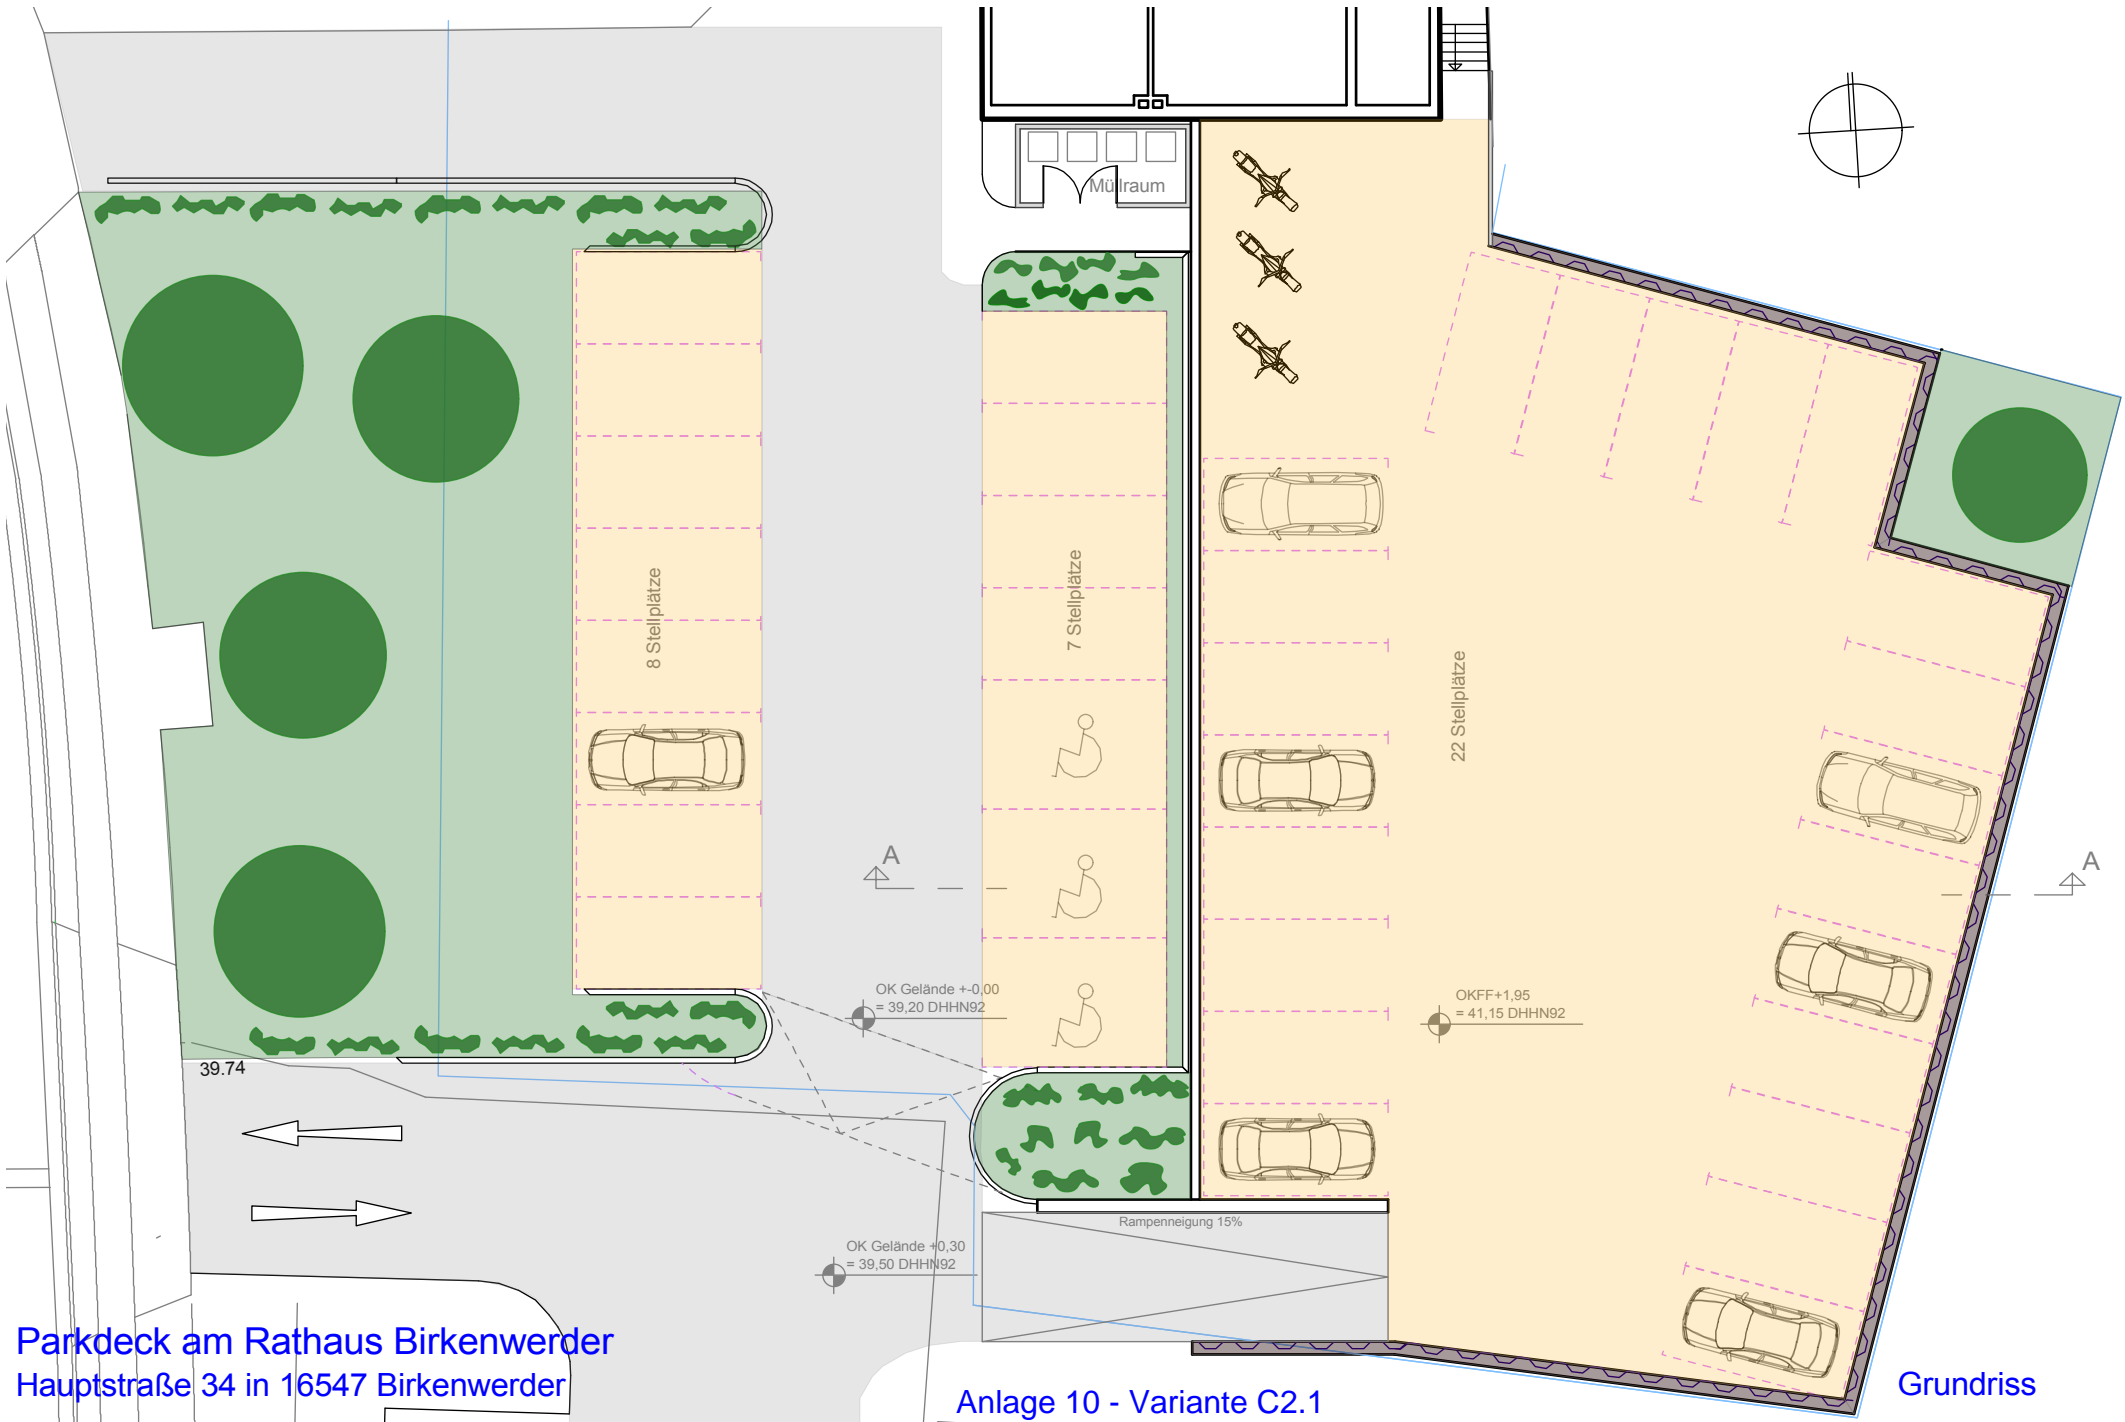 Müllraum
8 Stellplätze
7 Stellplätze
22 Stellplätze
A
A
OK Gelände +-0,00
= 39,20 DHHN92
OKFF+1,95
= 41,15 DHHN92
39.74
Rampenneigung 15%
OK Gelände +0,30
= 39,50 DHHN92
Parkdeck am Rathaus Birkenwerder
Hauptstraße 34 in 16547 Birkenwerder
Anlage 10 - Variante C2.1
Grundriss